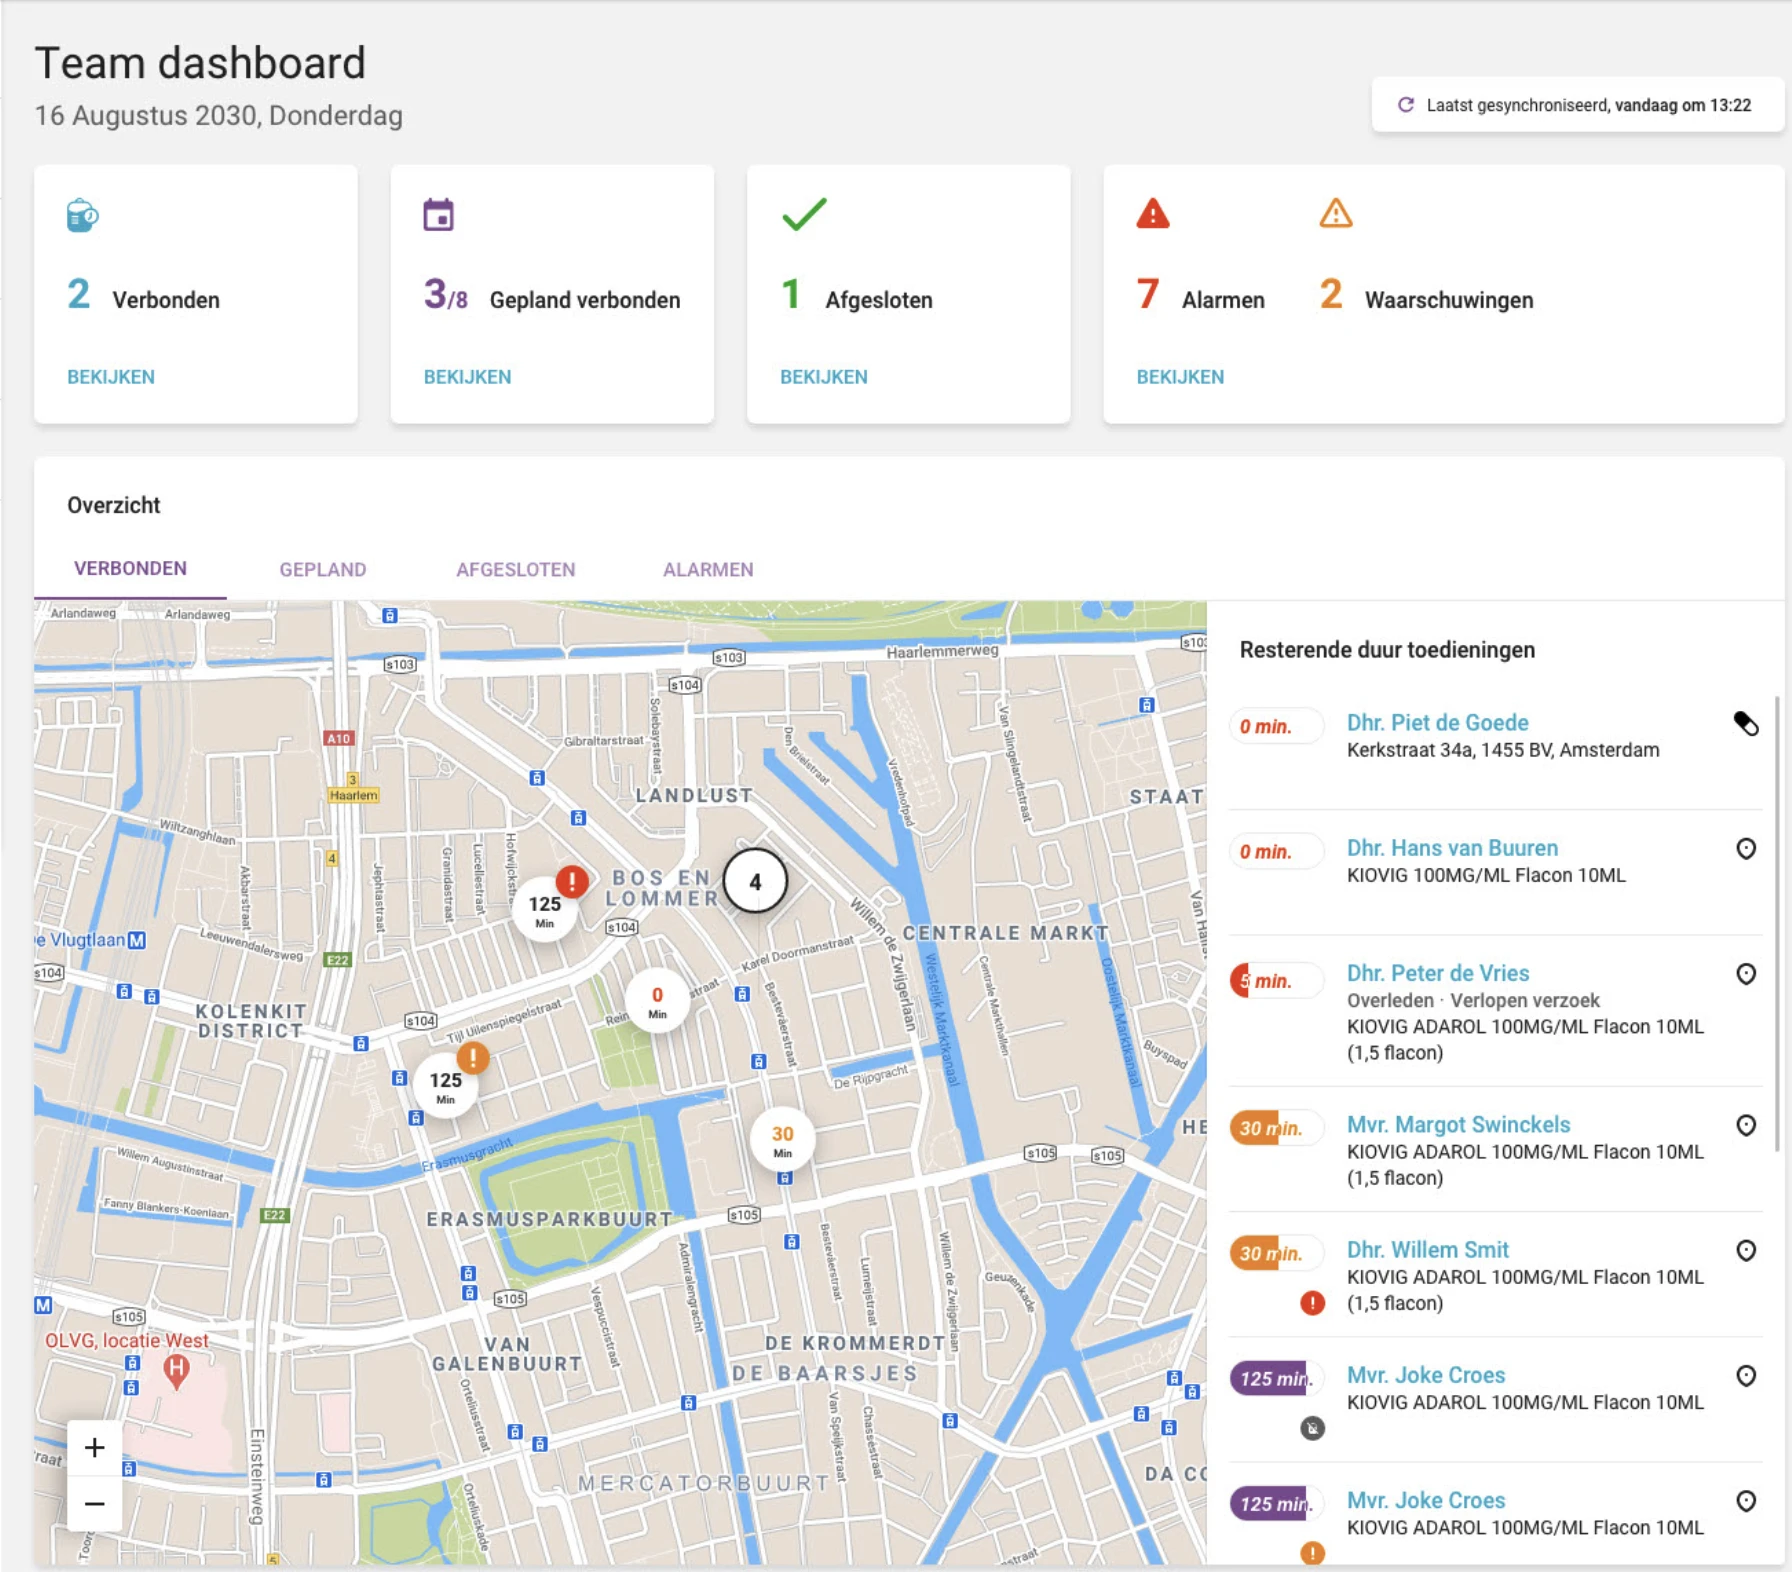 Team dashboard
16 Augustus 2030, Donderdag
Laatst gesynchroniseerd, vandaag om 13:22
2 Verbonden
BEKIJKEN
3/8 Gepland verbonden
BEKIJKEN
1 Afgesloten
BEKIJKEN
7 Alarmen
2 Waarschuwingen
BEKIJKEN
Overzicht
VERBONDEN
GEPLAND
AFGESLOTEN
ALARMEN
Arlandaweg
Arlandaweg
s103
s103
Haarlemmerweg
s103
s104
Solebaystraat
Gibraltarstraat
Den Brielstraat
Vredenhofpad
Van Slingelandtstraat
A10
3
Haarlem
LANDLUST
STAAT
Wiltzanghlaan
4
Akbarstraat
Jephtastraat
Granidastraat
Lucellestraat
Hofwijckstr
BOS EN
LOMMER
4
!
125
Min
s104
Willem de Zwijgerlaan
CENTRALE MARKT
e Vlugtlaan M
Leeuwendalersweg
E22
s104
Karel Doormanstraat
Westelijk Marktkanaal
Centrale Markthallen
Oostelijk Marktkanaal
KOLENKIT
DISTRICT
s104
Tijl Uilenspiegelstraat
0
Min
Rein
straat
Bestevâerstraat
Buyspad
De Rijpgracht
!
125
Min
30
Min
HE
Erasmusgracht
Willem Augustinstraat
Fanny Blankers-Koenlaan
E22
ERASMUSPARKBUURT
s105
s105
s105
Admiralengracht
Bestevâerstraat
Lumeijstraat
Willem de Zwijgerlaan
Geuzenkade
M
s105
s105
OLVG, locatie West
H
Vespuccistraat
VAN
GALENBUURT
DE KROMMERDT
DE BAARSJES
Orteliusstraat
Van Speijkstraat
Chasséstraat
Einsteinweg
raat
MERCATORBUURT
DA CO
Orteliuskade
straat
5
+
−
Resterende duur toedieningen
0 min.
Dhr. Piet de Goede
Kerkstraat 34a, 1455 BV, Amsterdam
0 min.
Dhr. Hans van Buuren
KIOVIG 100MG/ML Flacon 10ML
5 min.
Dhr. Peter de Vries
Overleden · Verlopen verzoek
KIOVIG ADAROL 100MG/ML Flacon 10ML
(1,5 flacon)
30 min.
Mvr. Margot Swinckels
KIOVIG ADAROL 100MG/ML Flacon 10ML
(1,5 flacon)
30 min.
Dhr. Willem Smit
KIOVIG ADAROL 100MG/ML Flacon 10ML
(1,5 flacon)
!
125 min.
Mvr. Joke Croes
KIOVIG ADAROL 100MG/ML Flacon 10ML
125 min.
Mvr. Joke Croes
KIOVIG ADAROL 100MG/ML Flacon 10ML
!